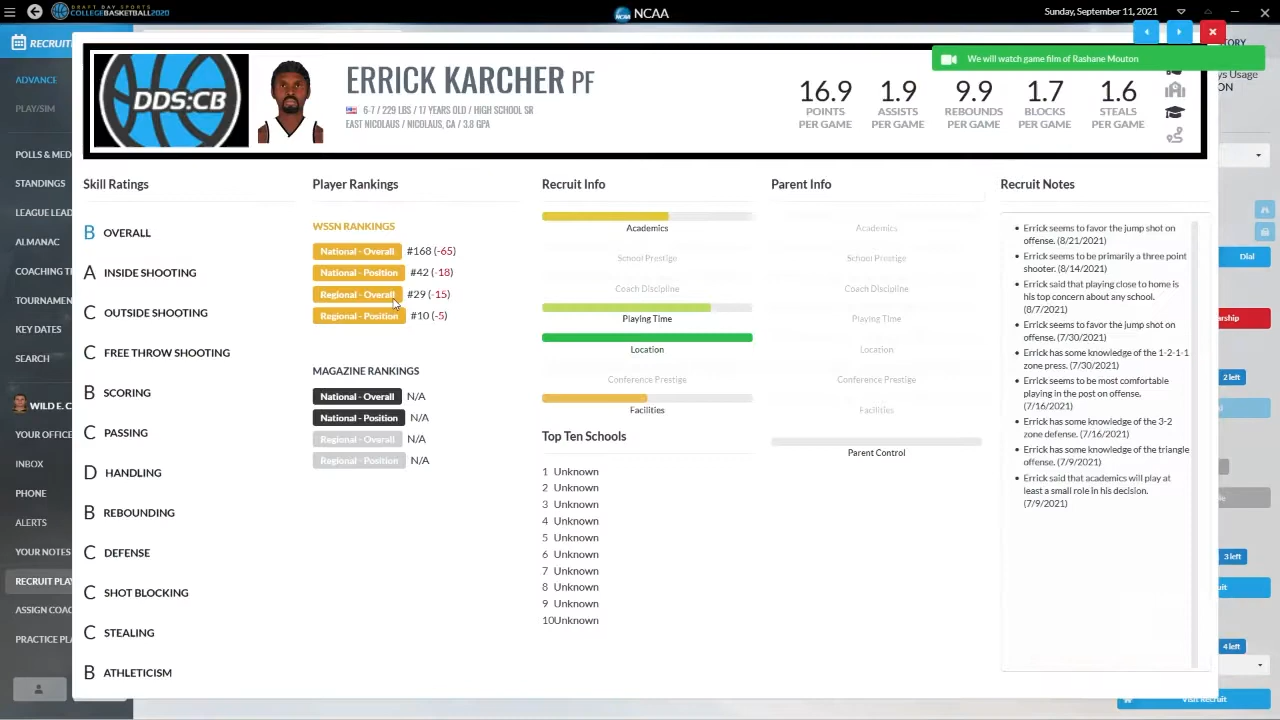 DRAFT DAY SPORTS
COLLEGEBASKETBALL2020
NCAA
Sunday, September 11, 2021
RECRUIT
ADVANCE
PLAY/SIM
POLL & MED
STANDINGS
LEAGUE LEAD
ALMANAC
COACHING T
TOURNAMEN
KEY DATES
SEARCH
WILD E. C
YOUR OFFICE
INBOX
PHONE
ALERTS
YOUR NOTES
RECRUIT PLAY
ASSIGN COAC
PRACTICE PL
DDS:CB
ERRICK KARCHER PF
6-7 / 229 LBS / 17 YEARS OLD / HIGH SCHOOL SR
EAST NICOLAUS / NICOLAUS, CA / 3.8 GPA
We will watch game film of Rashane Mouton
16.9
POINTS
PER GAME
1.9
ASSISTS
PER GAME
9.9
REBOUNDS
PER GAME
1.7
BLOCKS
PER GAME
1.6
STEALS
PER GAME
Skill Ratings
B OVERALL
A INSIDE SHOOTING
C OUTSIDE SHOOTING
C FREE THROW SHOOTING
B SCORING
C PASSING
D HANDLING
B REBOUNDING
C DEFENSE
C SHOT BLOCKING
C STEALING
B ATHLETICISM
Player Rankings
WSSN RANKINGS
National - Overall #168 (-65)
National - Position #42 (-18)
Regional - Overall #29 (-15)
Regional - Position #10 (-5)
MAGAZINE RANKINGS
National - Overall N/A
National - Position N/A
Regional - Overall N/A
Regional - Position N/A
Recruit Info
Academics
School Prestige
Coach Discipline
Playing Time
Location
Conference Prestige
Facilities
Top Ten Schools
1 Unknown
2 Unknown
3 Unknown
4 Unknown
5 Unknown
6 Unknown
7 Unknown
8 Unknown
9 Unknown
10Unknown
Parent Info
Academics
School Prestige
Coach Discipline
Playing Time
Location
Conference Prestige
Facilities
Parent Control
Recruit Notes
Errick seems to favor the jump shot on
offense. (8/21/2021)
Errick seems to be primarily a three point
shooter. (8/14/2021)
Errick said that playing close to home is
his top concern about any school.
(8/7/2021)
Errick seems to favor the jump shot on
offense. (7/30/2021)
Errick has some knowledge of the 1-2-1-1
zone press. (7/30/2021)
Errick seems to be most comfortable
playing in the post on offense.
(7/16/2021)
Errick has some knowledge of the 3-2
zone defense. (7/16/2021)
Errick has some knowledge of the triangle
offense. (7/9/2021)
Errick said that academics will play at
least a small role in his decision.
(7/9/2021)
TORY
ys Usage
ON
Dial
arship
2 left
3 left
uit
4 left
Visit Recruit